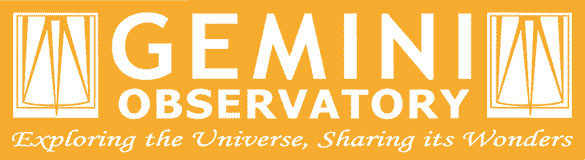 GEMINI
OBSERVATORY
Exploring the Universe, Sharing its Wonders